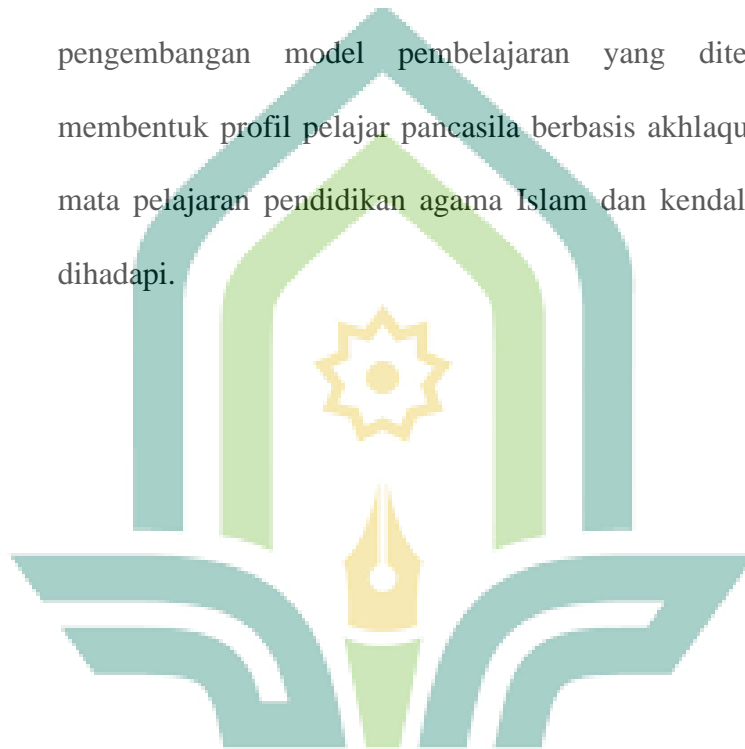 pengembangan model pembelajaran yang dite
membentuk profil pelajar pancasila berbasis akhlaqu
mata pelajaran pendidikan agama Islam dan kendal
dihadapi.